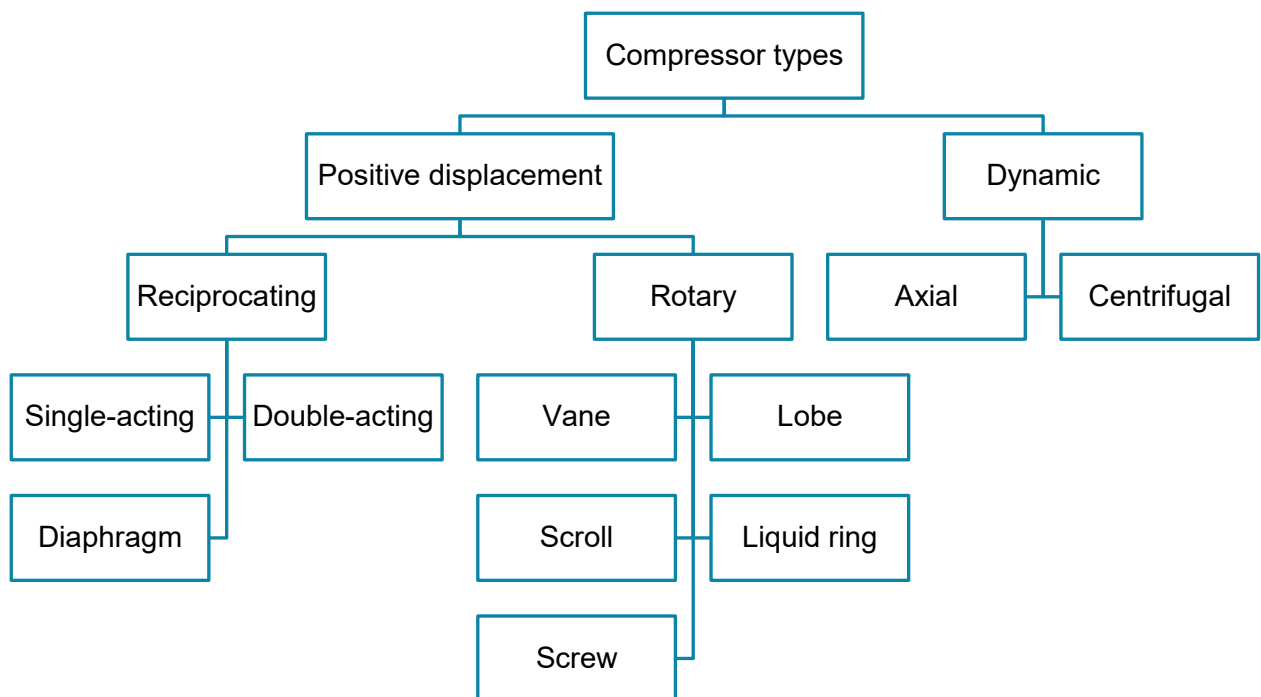 Compressor types
Positive displacement
Dynamic
Reciprocating
Rotary
Axial
Centrifugal
Single-acting
Double-acting
Vane
Lobe
Diaphragm
Scroll
Liquid ring
Screw